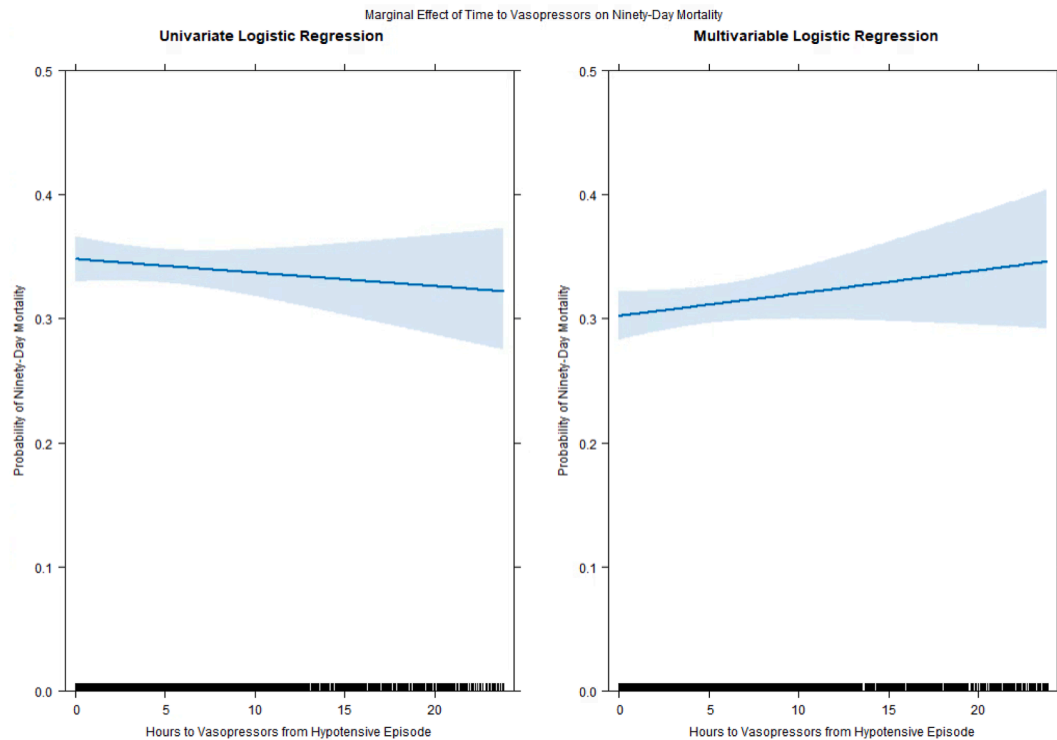 Marginal Effect of Time to Vasopressors on Ninety-Day Mortality
Univariate Logistic Regression
Multivariable Logistic Regression
0.5
0.4
0.3
0.2
0.1
0.0
Probability of Ninety-Day Mortality
0 5 10 15 20
Hours to Vasopressors from Hypotensive Episode
0.5
0.4
0.3
0.2
0.1
0.0
Probability of Ninety-Day Mortality
0 5 10 15 20
Hours to Vasopressors from Hypotensive Episode